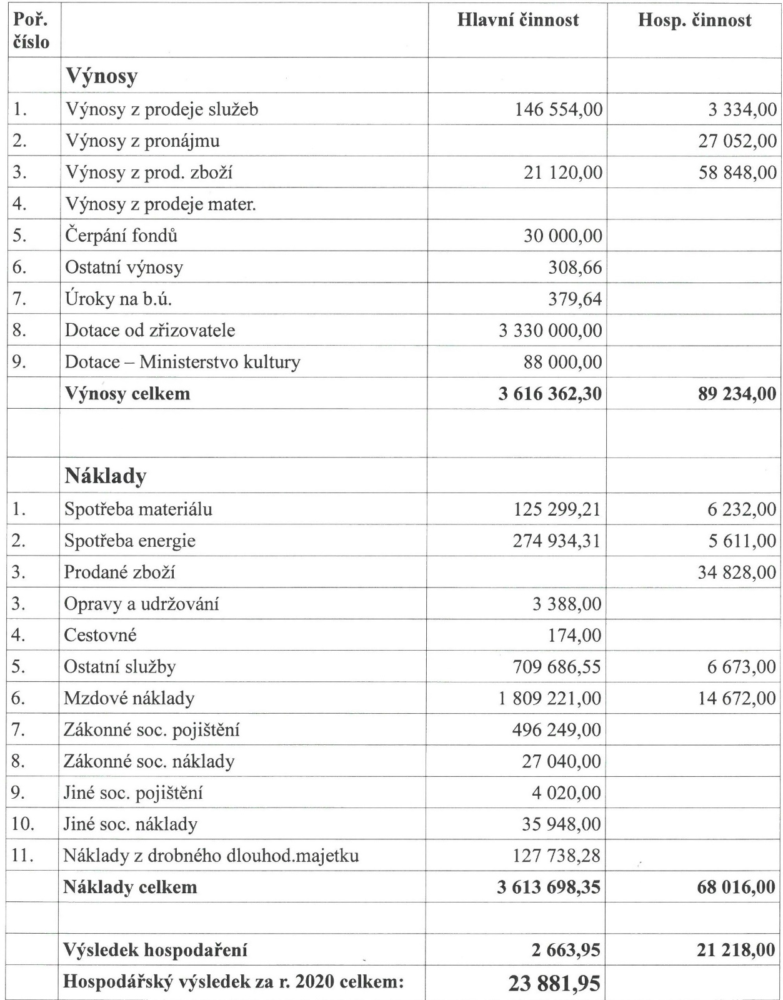 Poř. číslo Hlavní činnost Hosp. činnost
Výnosy
1. Výnosy z prodeje služeb 146 554,00 3 334,00
2. Výnosy z pronájmu 27 052,00
3. Výnosy z prod. zboží 21 120,00 58 848,00
4. Výnosy z prodeje mater.
5. Čerpání fondů 30 000,00
6. Ostatní výnosy 308,66
7. Úroky na b.ú. 379,64
8. Dotace od zřizovatele 3 330 000,00
9. Dotace – Ministerstvo kultury 88 000,00
Výnosy celkem 3 616 362,30 89 234,00
Náklady
1. Spotřeba materiálu 125 299,21 6 232,00
2. Spotřeba energie 274 934,31 5 611,00
3. Prodané zboží 34 828,00
3. Opravy a udržování 3 388,00
4. Cestovné 174,00
5. Ostatní služby 709 686,55 6 673,00
6. Mzdové náklady 1 809 221,00 14 672,00
7. Zákonné soc. pojištění 496 249,00
8. Zákonné soc. náklady 27 040,00
9. Jiné soc. pojištění 4 020,00
10. Jiné soc. náklady 35 948,00
11. Náklady z drobného dlouhod.majetku 127 738,28
Náklady celkem 3 613 698,35 68 016,00
Výsledek hospodaření 2 663,95 21 218,00
Hospodářský výsledek za r. 2020 celkem: 23 881,95